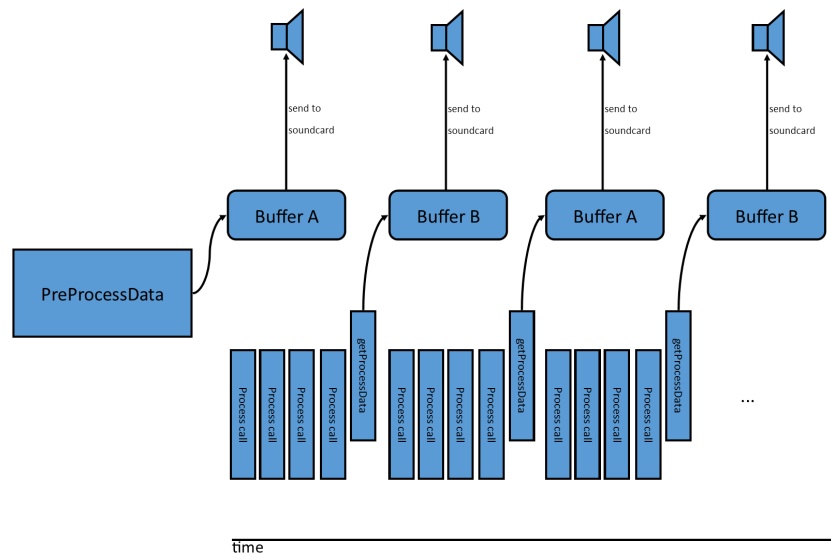 send to
soundcard
send to
soundcard
send to
soundcard
send to
soundcard
Buffer A
Buffer B
Buffer A
Buffer B
PreProcessData
Process call
Process call
Process call
Process call
getProcessData
Process call
Process call
Process call
Process call
getProcessData
Process call
Process call
Process call
Process call
getProcessData
...
time